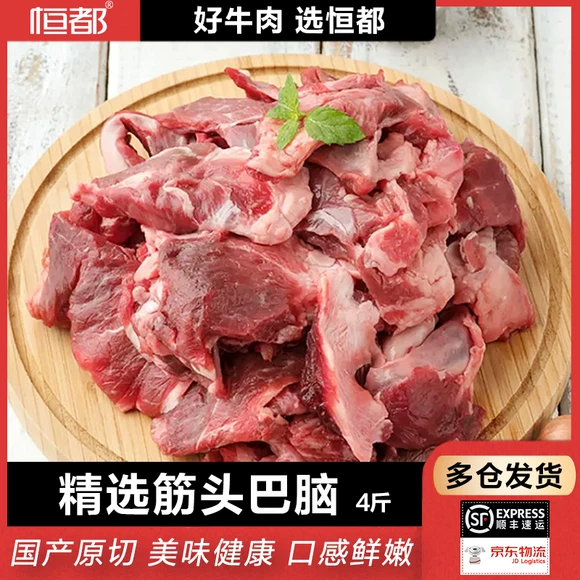 恒都®
好牛肉 选恒都
精选筋头巴脑 4斤
国产原切 美味健康 口感鲜嫩
多仓发货
SF EXPRESS
顺丰速运
京东物流
JD Logistics